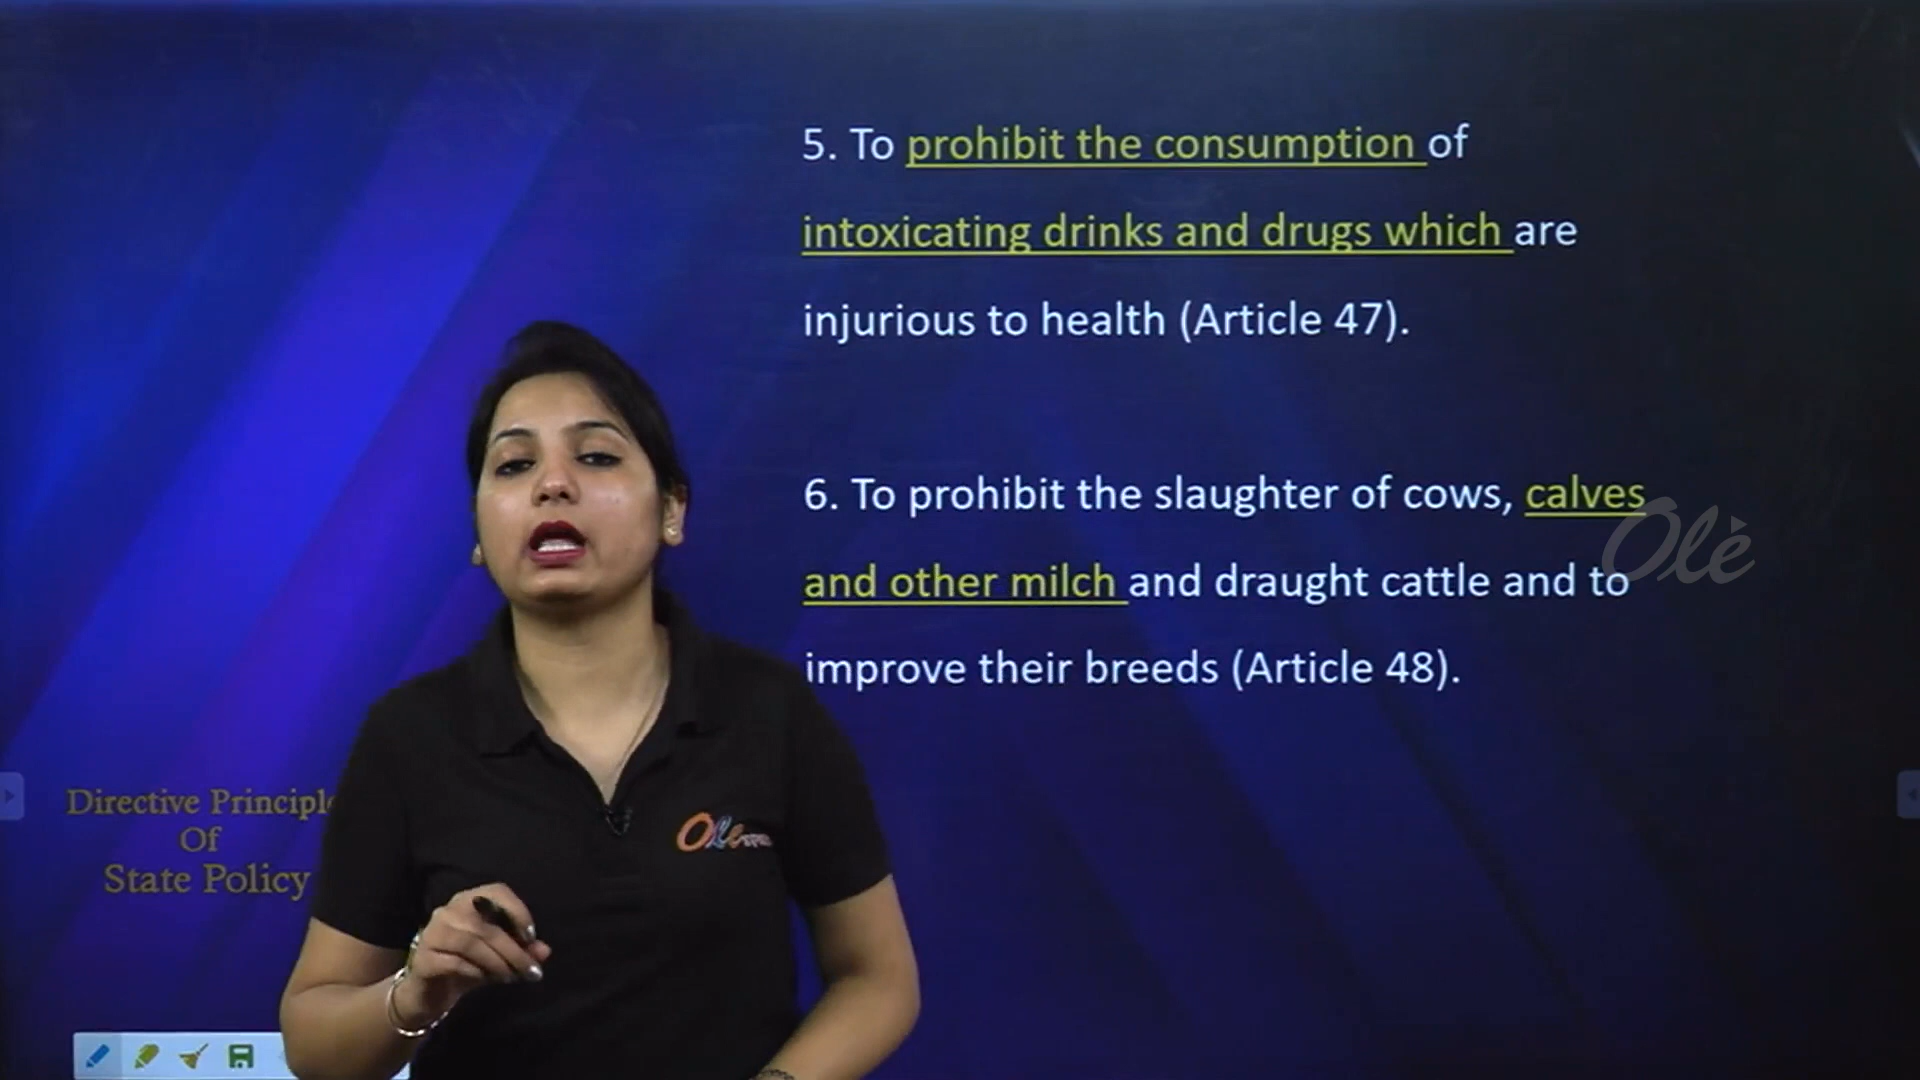 5. To prohibit the consumption of
intoxicating drinks and drugs which are
injurious to health (Article 47).
6. To prohibit the slaughter of cows, calves
and other milch and draught cattle and to
improve their breeds (Article 48).
Olè
Directive Principle
Of
State Policy